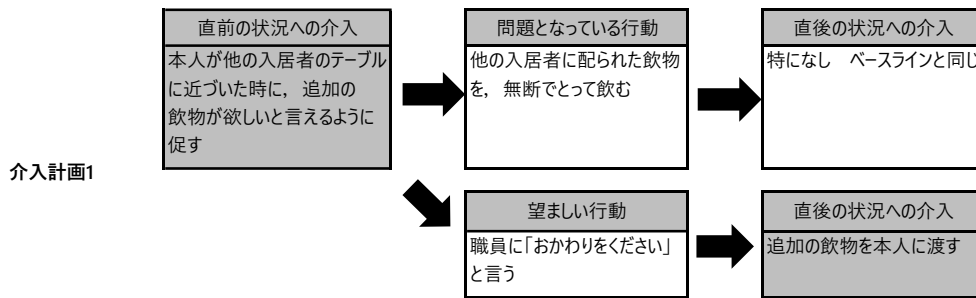 直前の状況への介入
本人が他の入居者のテーブル
に近づいた時に，追加の
飲物が欲しいと言えるように
促す
問題となっている行動
他の入居者に配られた飲物
を，無断でとって飲む
直後の状況への介入
特になし　ベースラインと同じ
介入計画1
望ましい行動
職員に「おかわりをください」
と言う
直後の状況への介入
追加の飲物を本人に渡す